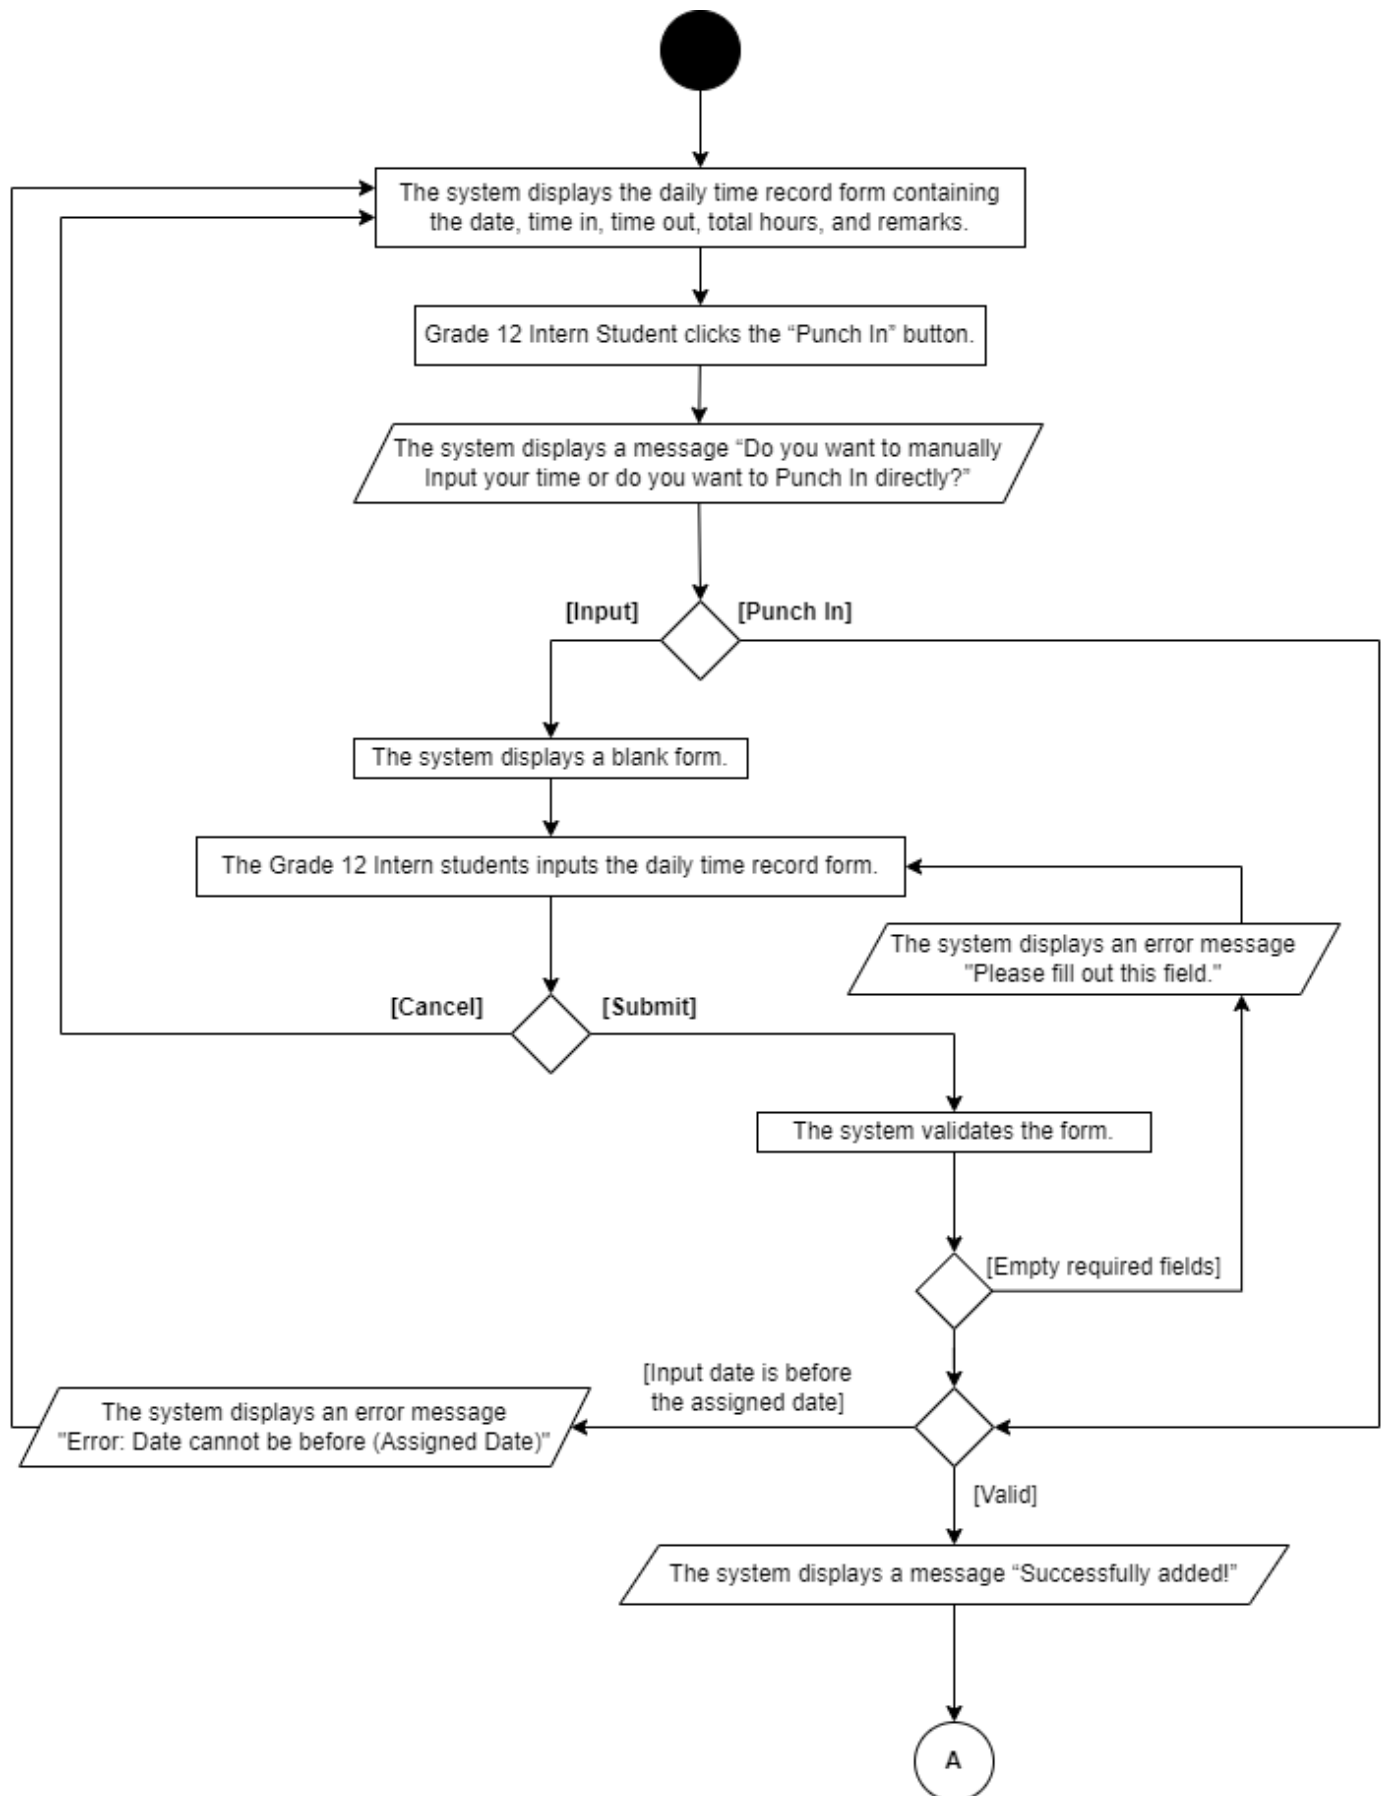 The system displays the daily time record form containing
the date, time in, time out, total hours, and remarks.
Grade 12 Intern Student clicks the “Punch In” button.
The system displays a message “Do you want to manually
Input your time or do you want to Punch In directly?”
[Input]
[Punch In]
The system displays a blank form.
The Grade 12 Intern students inputs the daily time record form.
The system displays an error message
"Please fill out this field."
[Cancel]
[Submit]
The system validates the form.
[Empty required fields]
[Input date is before
the assigned date]
The system displays an error message
"Error: Date cannot be before (Assigned Date)"
[Valid]
The system displays a message “Successfully added!”
A